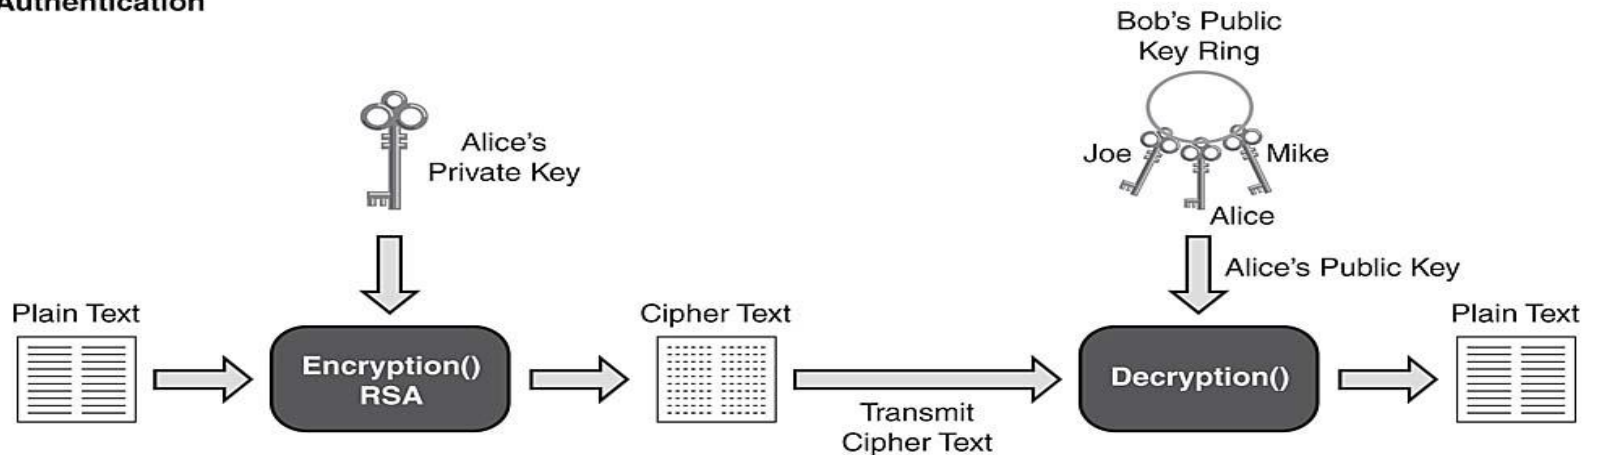 Authentication
Bob's Public
Key Ring
Alice's
Private Key
Joe
Mike
Alice
Alice's Public Key
Plain Text
Cipher Text
Plain Text
Encryption()
RSA
Decryption()
Transmit
Cipher Text